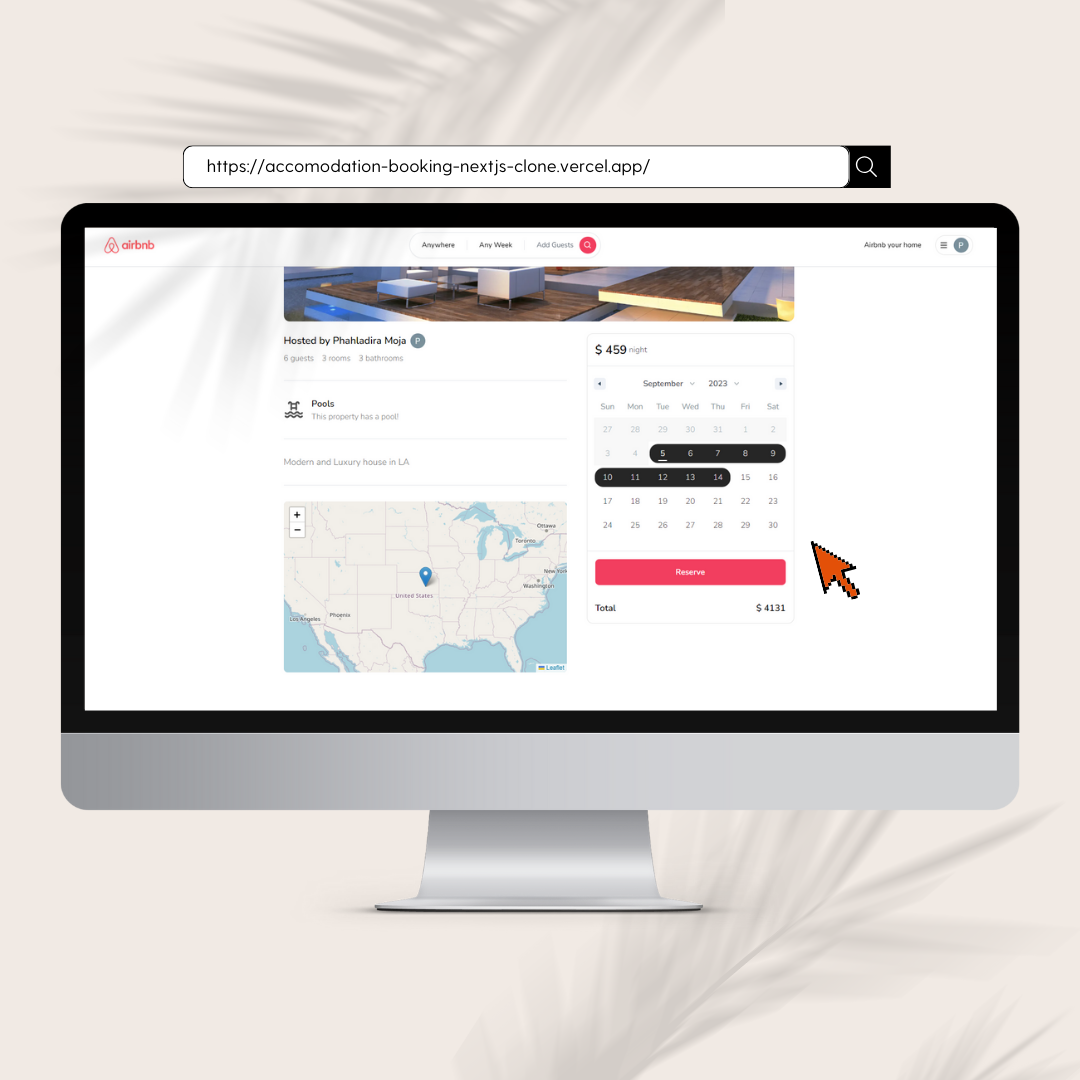 https://accomodation-booking-nextjs-clone.vercel.app/
airbnb
Anywhere Any Week Add Guests
Airbnb your home
P
Hosted by Phahladira Moja P
6 guests 3 rooms 3 bathrooms
Pools
This property has a pool!
Modern and Luxury house in LA
+
−
Ottawa
Toronto
New York
Washington
United States
Phoenix
Los Angeles
Leaflet
$ 459 night
September 2023
Sun Mon Tue Wed Thu Fri Sat
27 28 29 30 31 1 2
3 4 5 6 7 8 9
10 11 12 13 14 15 16
17 18 19 20 21 22 23
24 25 26 27 28 29 30
Reserve
Total $ 4131